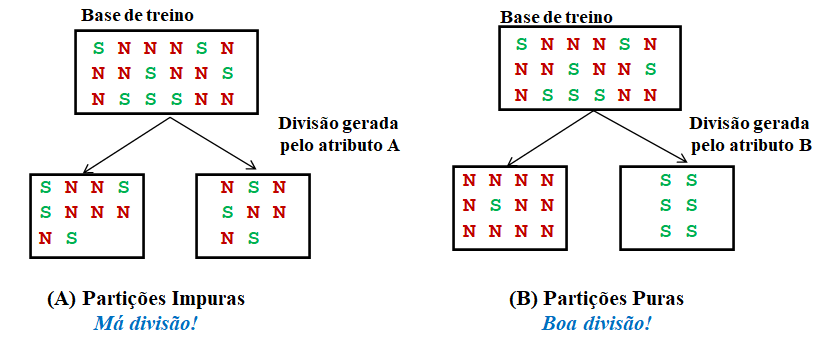 Base de treino
S N N N S N
N N S N N S
N S S S N N
Divisão gerada
pelo atributo A
S N N S
S N N N
N S
N S N
S N N
N S
(A) Partições Impuras
Má divisão!
Base de treino
S N N N S N
N N S N N S
N S S S N N
Divisão gerada
pelo atributo B
N N N N
N S N N
N N N N
S S
S S
S S
(B) Partições Puras
Boa divisão!